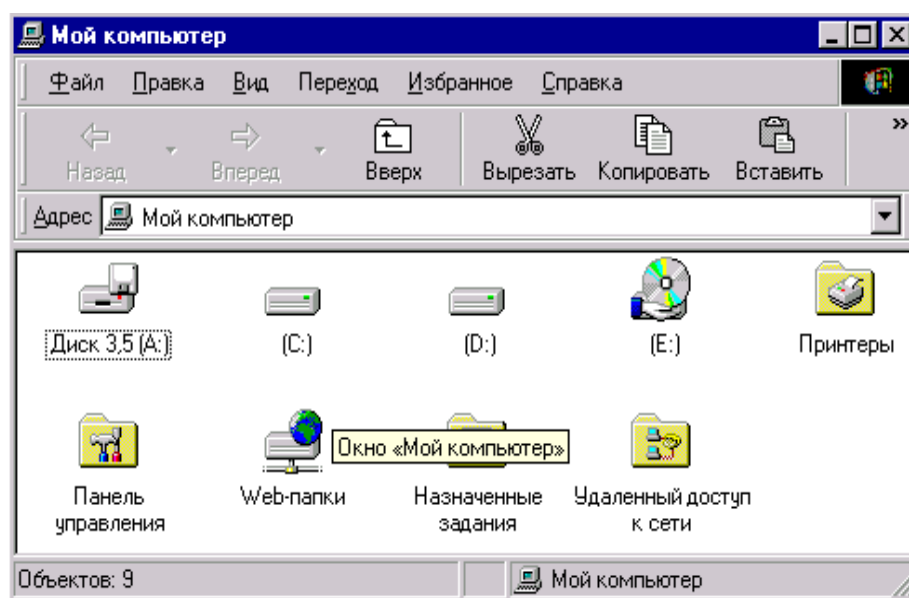 Мой компьютер
Файл Правка Вид Переход Избранное Справка
Назад Вперед Вверх Вырезать Копировать Вставить »
Адрес Мой компьютер
Диск 3,5 (A:) (C:) (D:) (E:) Принтеры
Окно «Мой компьютер»
Панель Web-папки Назначенные Удаленный доступ
управления задания к сети
Объектов: 9 Мой компьютер